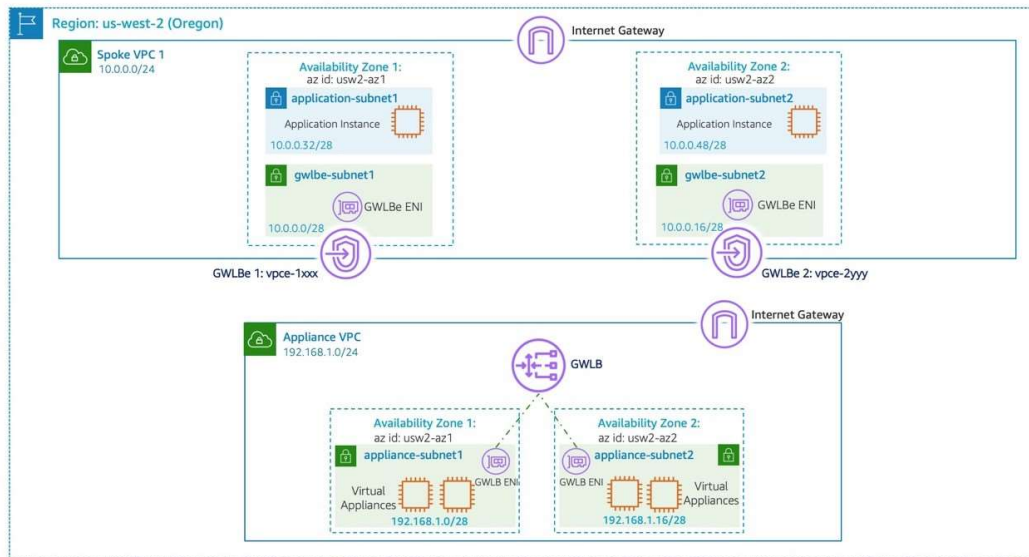 Region: us-west-2 (Oregon)
Internet Gateway
Spoke VPC 1
10.0.0.0/24
Availability Zone 1:
az id: usw2-az1
application-subnet1
Application Instance
10.0.0.32/28
gwlbe-subnet1
GWLBe ENI
10.0.0.0/28
GWLBe 1: vpce-1xxx
Availability Zone 2:
az id: usw2-az2
application-subnet2
Application Instance
10.0.0.48/28
gwlbe-subnet2
GWLBe ENI
10.0.0.16/28
GWLBe 2: vpce-2yyy
Internet Gateway
Appliance VPC
192.168.1.0/24
GWLB
Availability Zone 1:
az id: usw2-az1
appliance-subnet1
GWLB ENI
Virtual
Appliances
192.168.1.0/28
Availability Zone 2:
az id: usw2-az2
appliance-subnet2
GWLB ENI
Virtual
Appliances
192.168.1.16/28